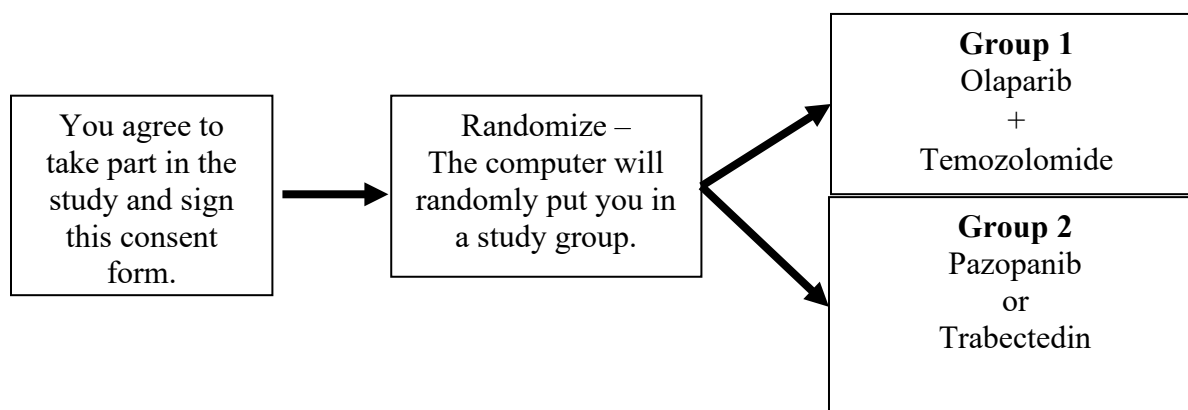 You agree to
take part in the
study and sign
this consent
form.
Randomize –
The computer will
randomly put you in
a study group.
Group 1
Olaparib
+
Temozolomide
Group 2
Pazopanib
or
Trabectedin